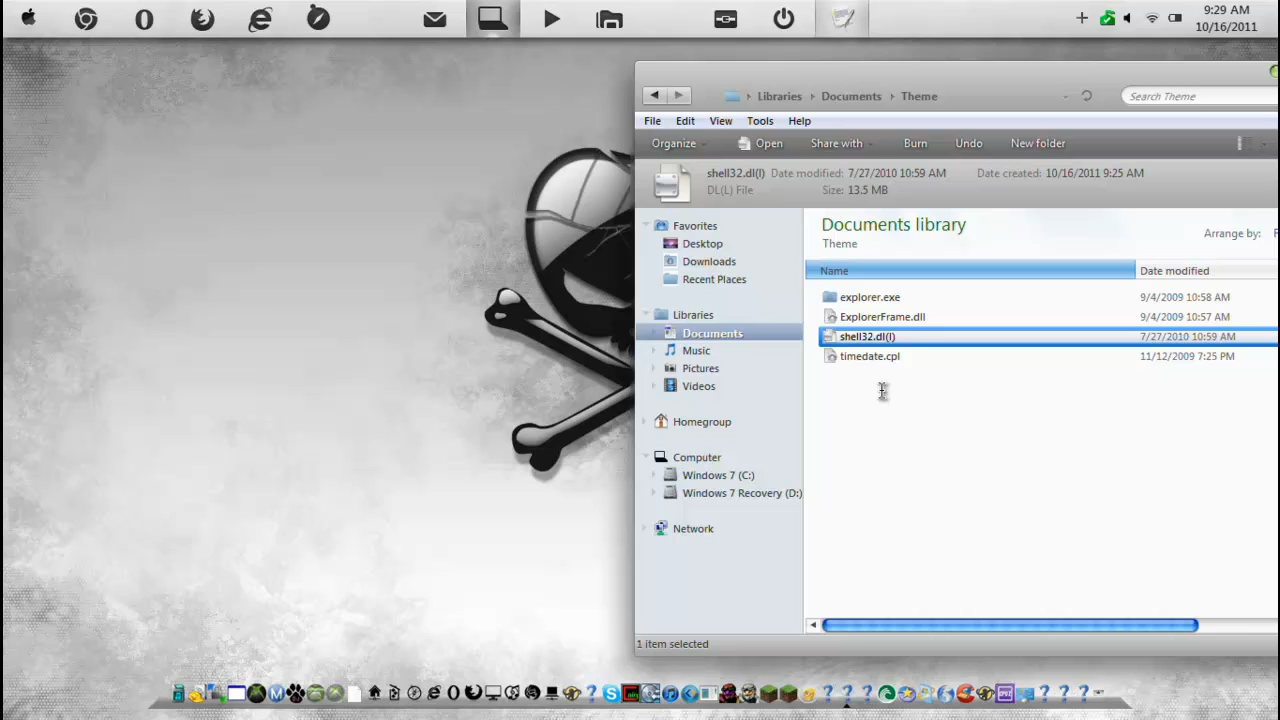 9:29 AM
10/16/2011
Libraries Documents Theme
Search Theme
File Edit View Tools Help
Organize Open Share with Burn Undo New folder
shell32.dl(l) Date modified: 7/27/2010 10:59 AM Date created: 10/16/2011 9:25 AM
DL(L) File Size: 13.5 MB
Favorites
Desktop
Downloads
Recent Places
Libraries
Documents
Music
Pictures
Videos
Homegroup
Computer
Windows 7 (C:)
Windows 7 Recovery (D:)
Network
Documents library
Theme
Arrange by:
Name Date modified
explorer.exe 9/4/2009 10:58 AM
ExplorerFrame.dll 9/4/2009 10:57 AM
shell32.dl(l) 7/27/2010 10:59 AM
timedate.cpl 11/12/2009 7:25 PM
1 item selected